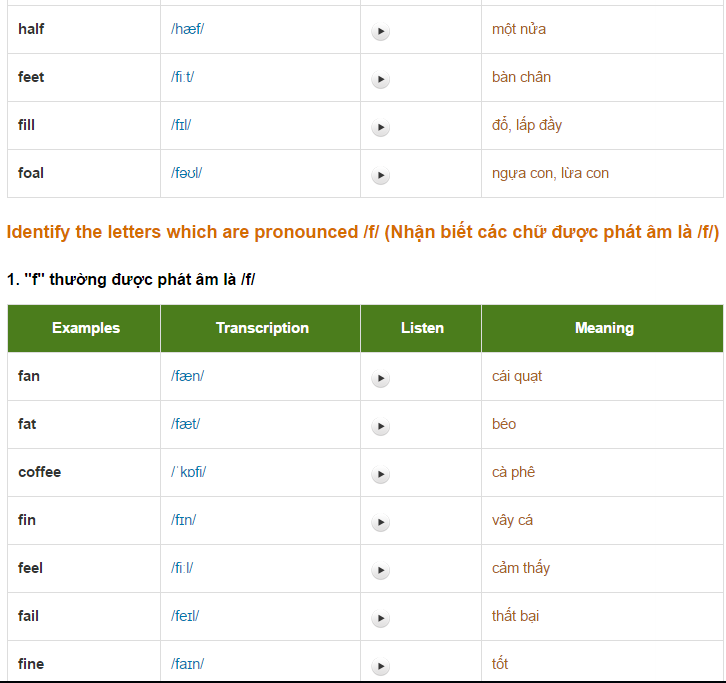 half /hæf/ một nửa
feet /fiːt/ bàn chân
fill /fɪl/ đổ, lấp đầy
foal /fəʊl/ ngựa con, lừa con
Identify the letters which are pronounced /f/ (Nhận biết các chữ được phát âm là /f/)
1. "f" thường được phát âm là /f/
Examples Transcription Listen Meaning
fan /fæn/ cái quạt
fat /fæt/ béo
coffee /ˈkɒfi/ cà phê
fin /fɪn/ vây cá
feel /fiːl/ cảm thấy
fail /feɪl/ thất bại
fine /faɪn/ tốt